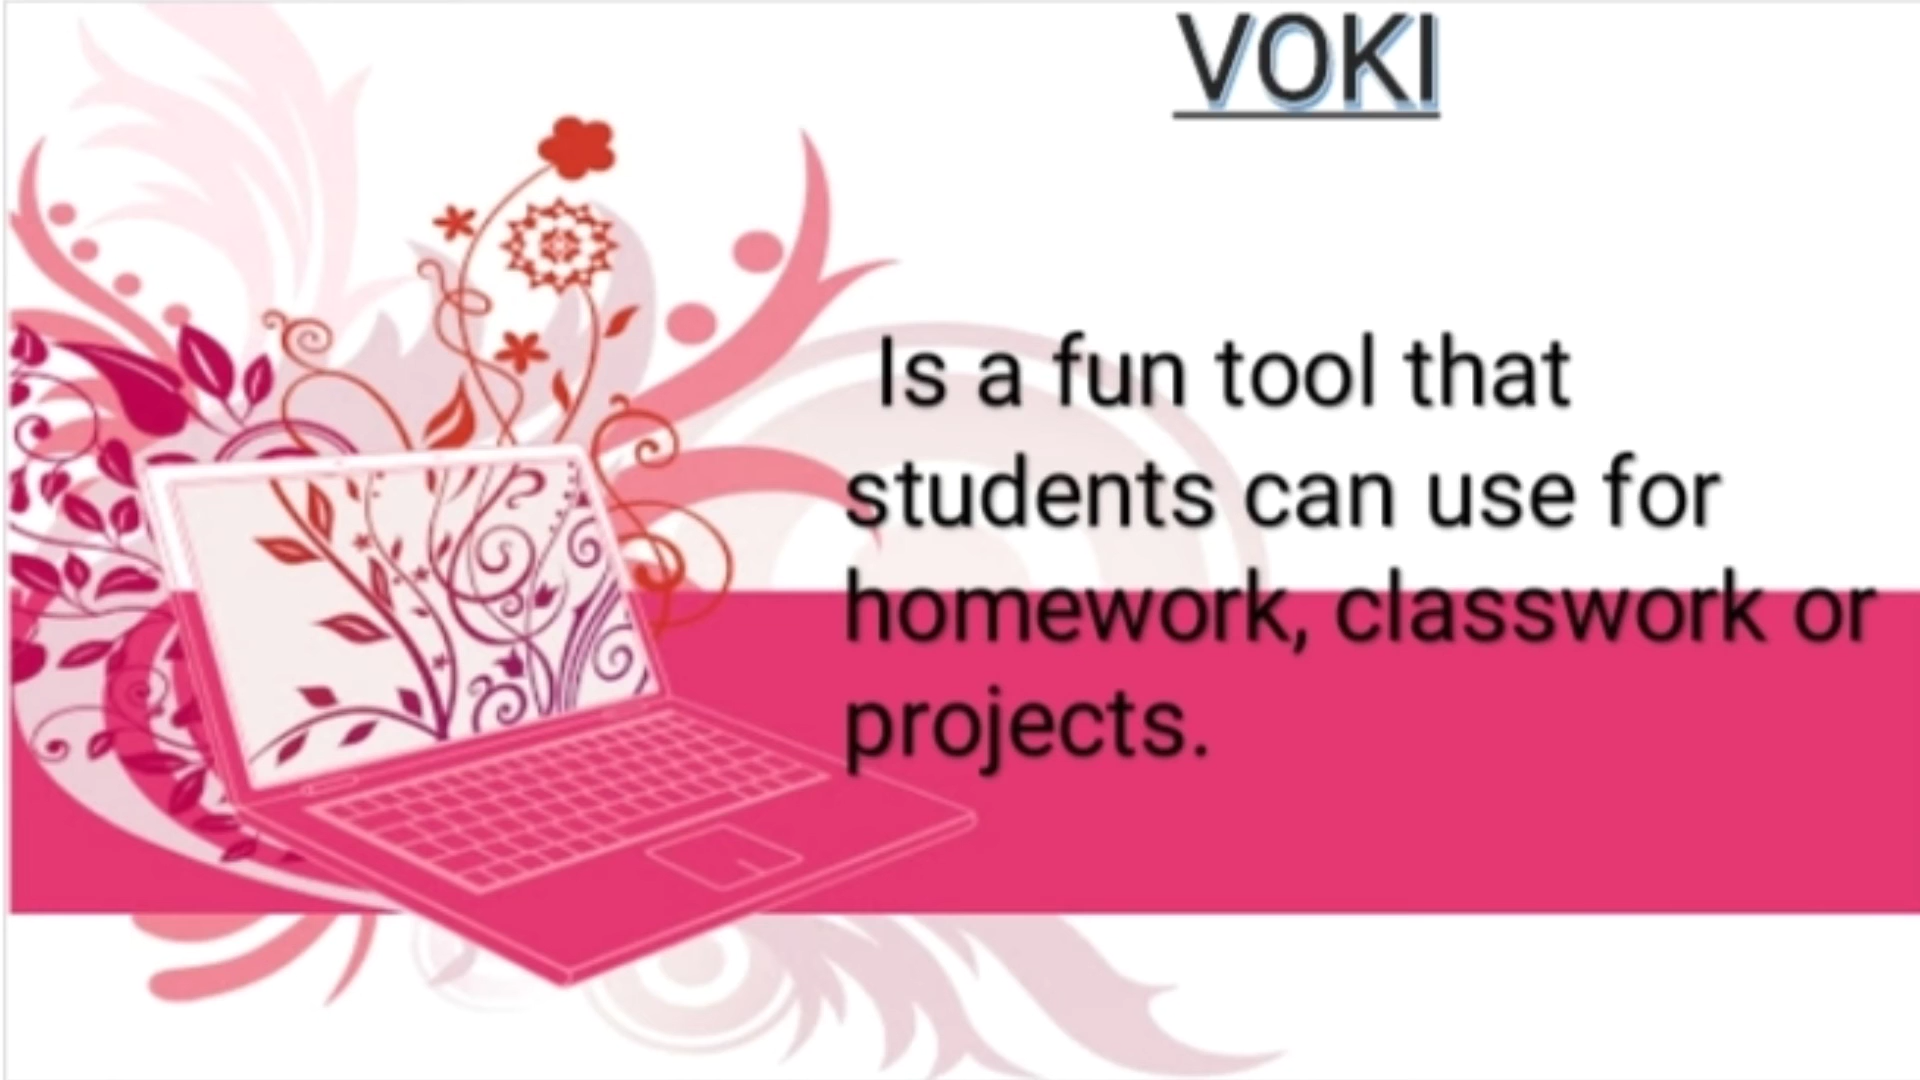 VOKI
Is a fun tool that
students can use for
homework, classwork or
projects.